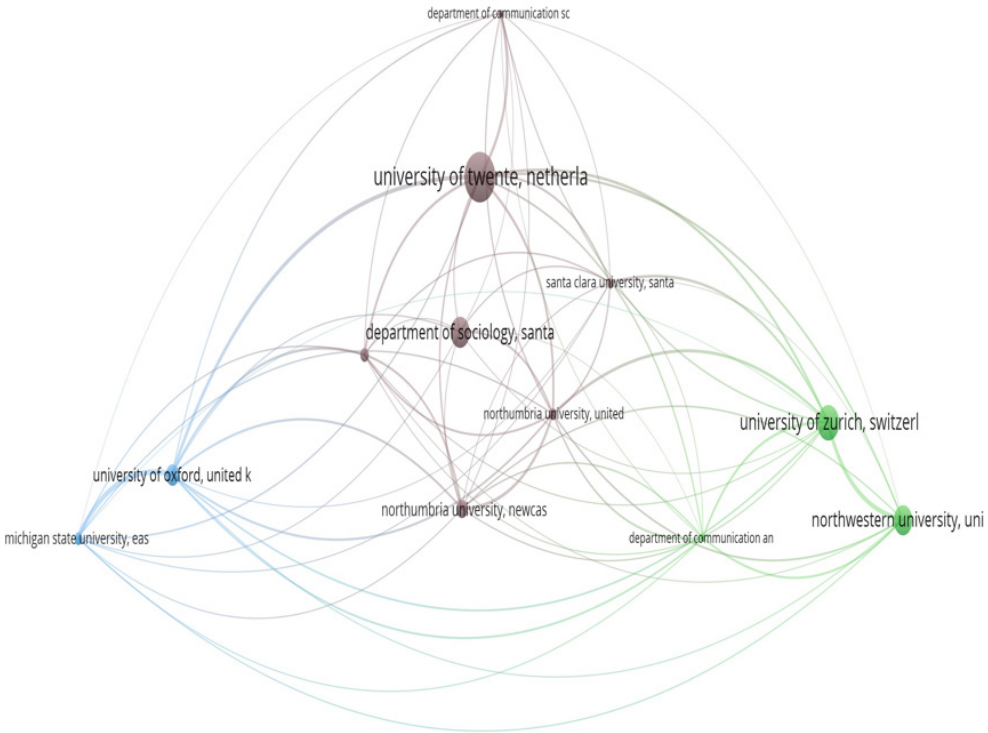 department of communication sc
university of twente, netherla
santa clara university, santa
department of sociology, santa
northumbria university, united
university of zurich, switzerl
university of oxford, united k
northumbria university, newcas
northwestern university, uni
michigan state university, eas
department of communication an